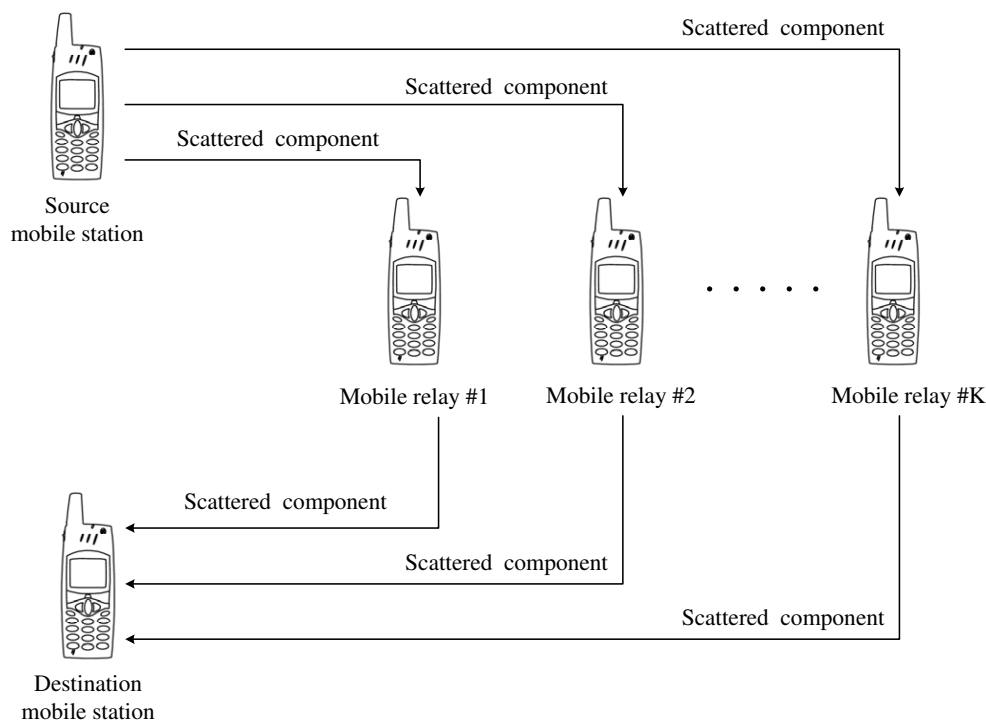 Scattered component
Scattered component
Scattered component
Source
mobile station
. . . . .
Mobile relay #1
Mobile relay #2
Mobile relay #K
Scattered component
Scattered component
Scattered component
Destination
mobile station